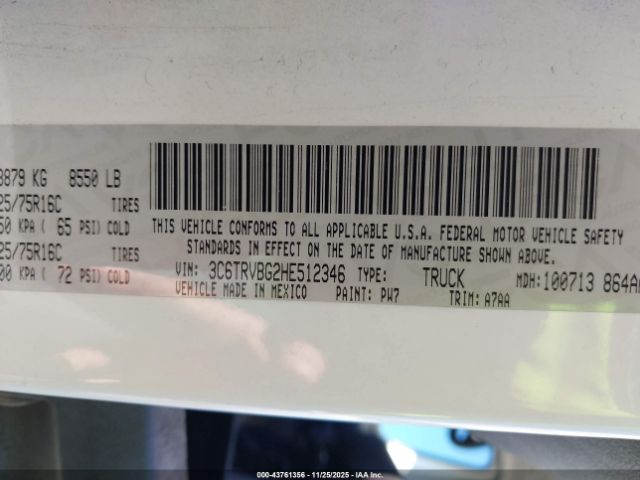 3879 KG 8550 LB
25/75R16C TIRES
50 KPA ( 65 PSI) COLD
25/75R16C TIRES
00 KPA ( 72 PSI) COLD
THIS VEHICLE CONFORMS TO ALL APPLICABLE U.S.A. FEDERAL MOTOR VEHICLE SAFETY
STANDARDS IN EFFECT ON THE DATE OF MANUFACTURE SHOWN ABOVE.
VIN: 3C6TRVBG2HE512346 TYPE: TRUCK MDH:100713 864AA
VEHICLE MADE IN MEXICO PAINT: PW7 TRIM: A7AA
00-43761356 - 11/25/2025 - IAA Inc.